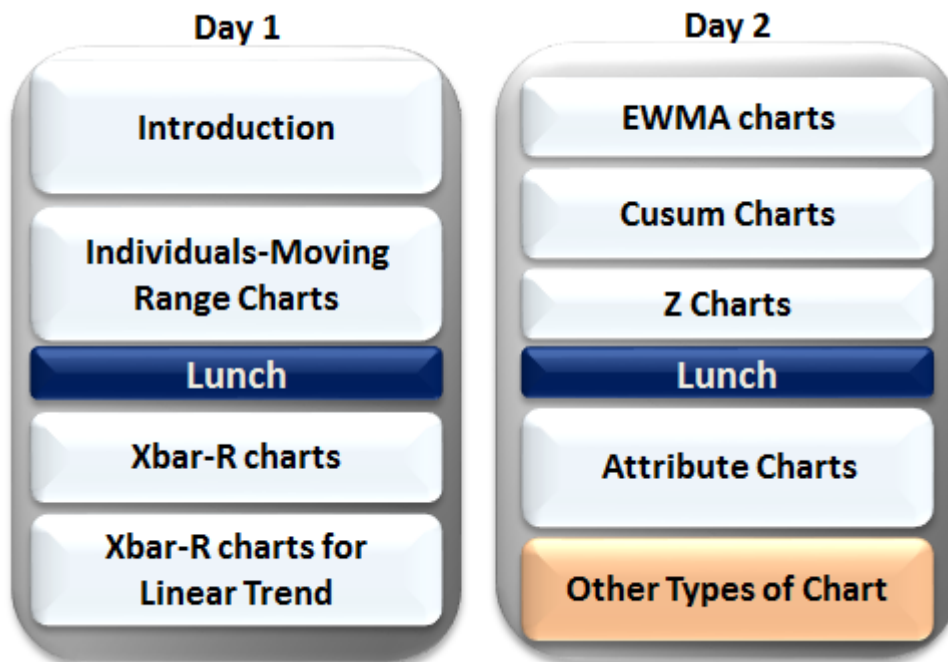 Day 1
Introduction
Individuals-Moving
Range Charts
Lunch
Xbar-R charts
Xbar-R charts for
Linear Trend
Day 2
EWMA charts
Cusum Charts
Z Charts
Lunch
Attribute Charts
Other Types of Chart